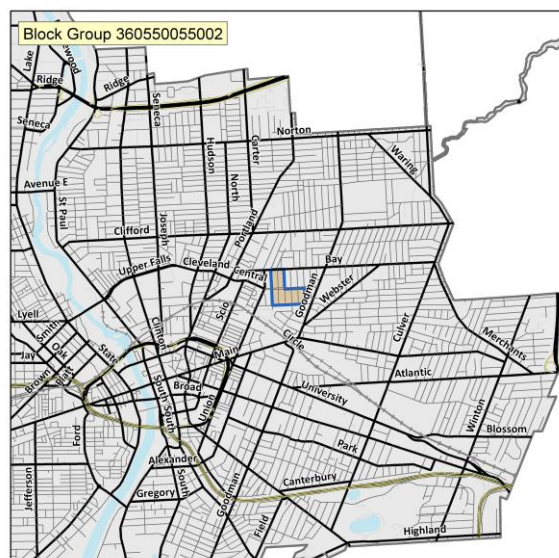 Block Group 360550055002
Lake
Ridge
Ridge
Seneca
Seneca
Hudson
North
Carter
Norton
Waring
Avenue E
St Paul
Joseph
Portland
Clifford
Upper Falls
Cleveland
Central
Bay
Goodman
Webster
Culver
Merchants
Lyell
Smith
Scio
Clinton
State
Oak
Jay
Brown
Platt
Main
Circle
Atlantic
Broad
Union
University
South
South
Winton
Blossom
Park
Ford
Jefferson
Alexander
South
Gregory
Goodman
Canterbury
Field
Highland